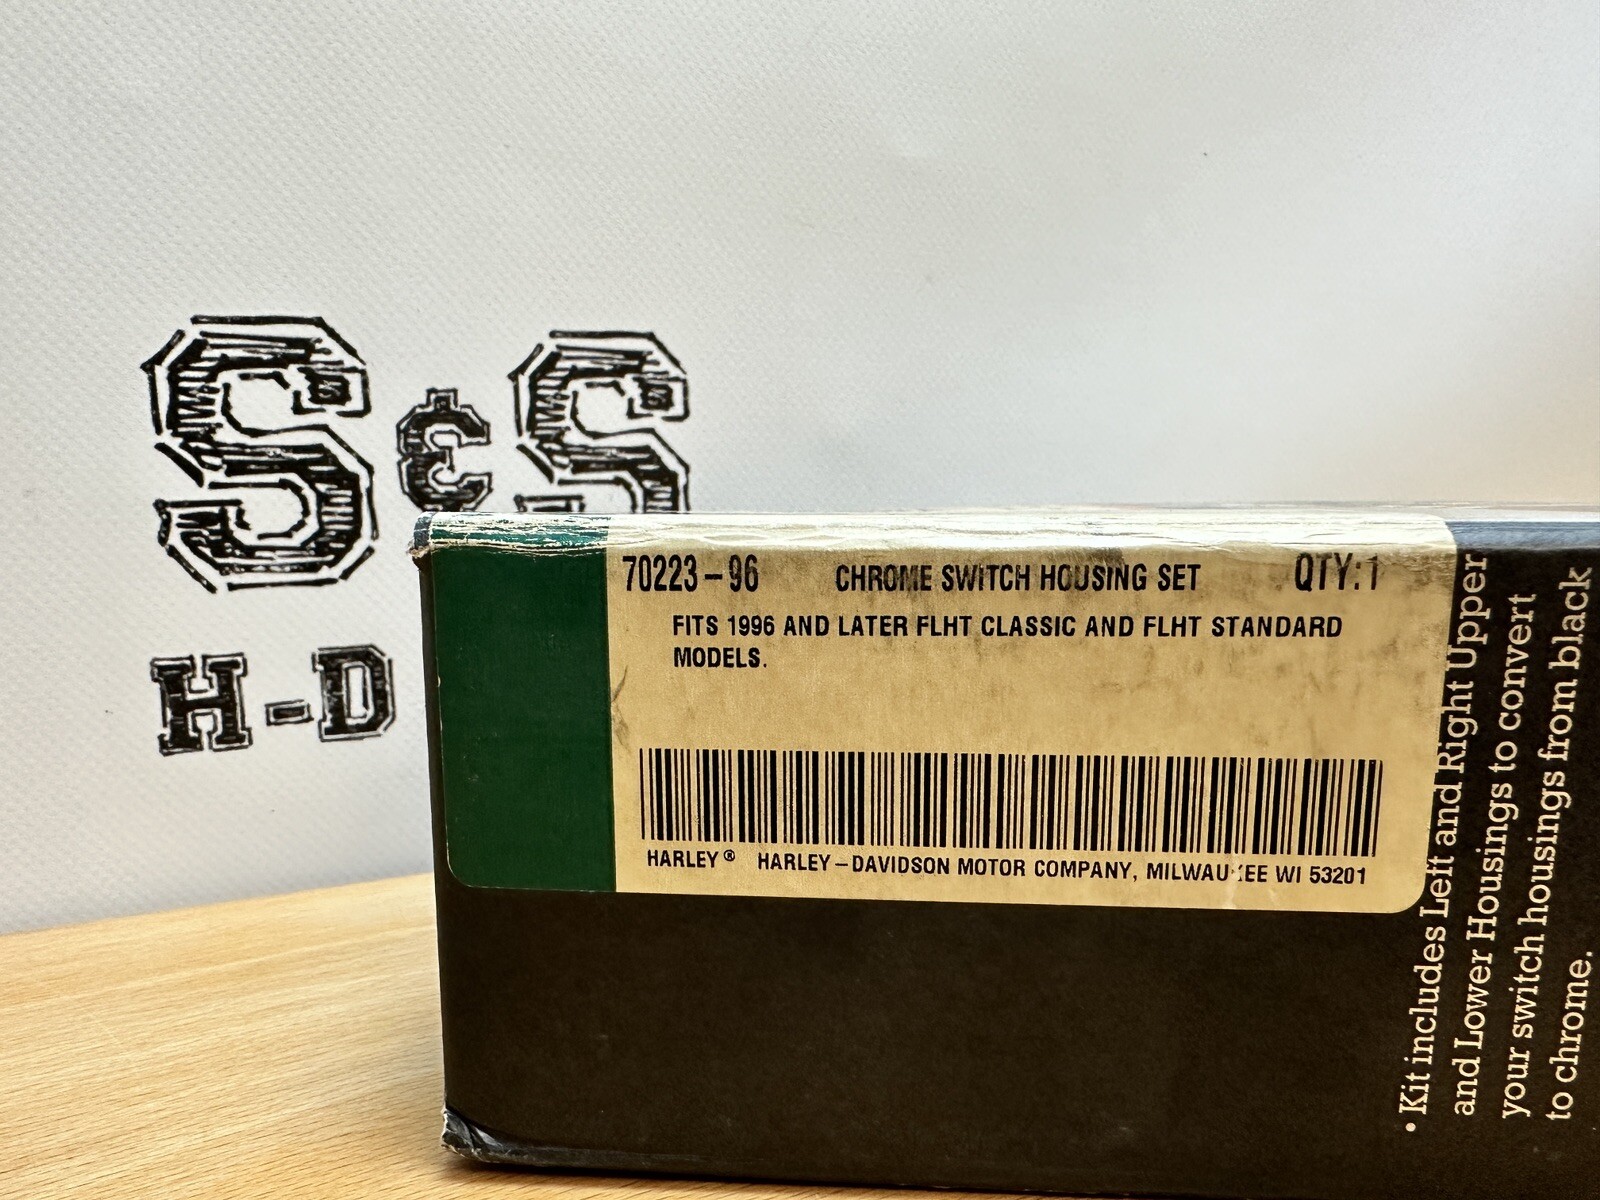 S & S
H-D
70223-96 CHROME SWITCH HOUSING SET QTY:1
FITS 1996 AND LATER FLHT CLASSIC AND FLHT STANDARD
MODELS.
HARLEY® HARLEY-DAVIDSON MOTOR COMPANY, MILWAUKEE WI 53201
• Kit includes Left and Right Upper
and Lower Housings to convert
your switch housings from black
to chrome.